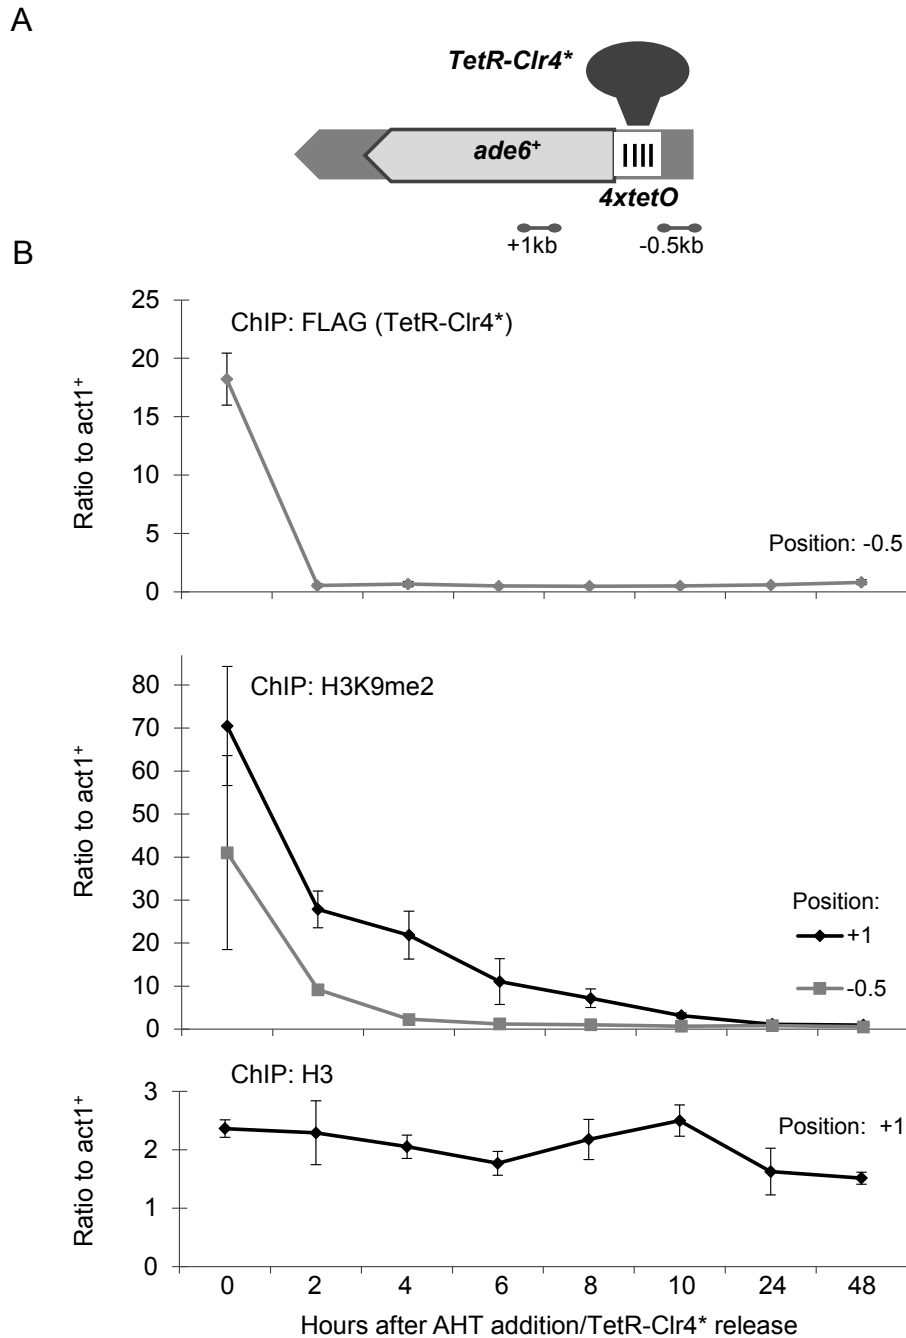 A
TetR-Clr4*
ade6+
4xtetO
+1kb
-0.5kb
B
25
20
15
10
5
0
Ratio to act1+
ChIP: FLAG (TetR-Clr4*)
Position: -0.5
80
70
60
50
40
30
20
10
0
Ratio to act1+
ChIP: H3K9me2
Position:
+1
-0.5
3
2
1
0
Ratio to act1+
ChIP: H3
Position: +1
0 2 4 6 8 10 24 48
Hours after AHT addition/TetR-Clr4* release